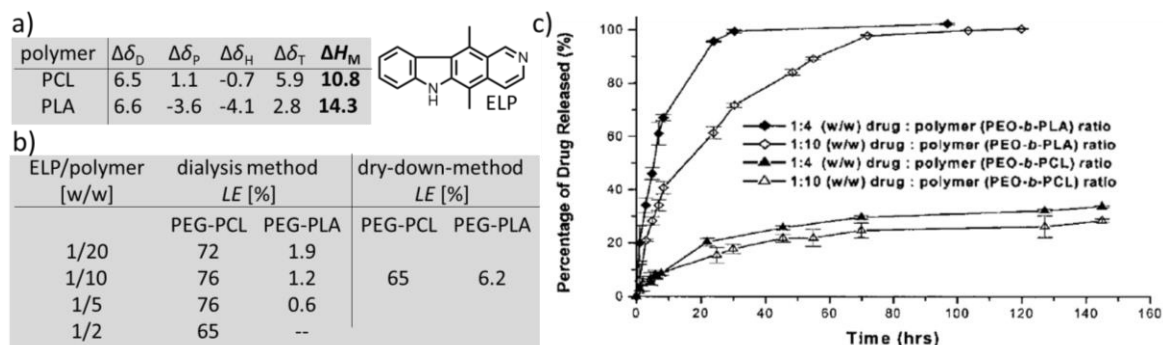 a)
polymer ΔδD ΔδP ΔδH ΔδT ΔHM
PCL 6.5 1.1 -0.7 5.9 10.8
PLA 6.6 -3.6 -4.1 2.8 14.3
N
N
H
ELP
b)
ELP/polymer dialysis method dry-down-method
[w/w] LE [%] LE [%]
PEG-PCL PEG-PLA PEG-PCL PEG-PLA
1/20 72 1.9
1/10 76 1.2 65 6.2
1/5 76 0.6
1/2 65 --
c)
Percentage of Drug Released (%)
100
80
60
40
20
0
1:4 (w/w) drug : polymer (PEO-b-PLA) ratio
1:10 (w/w) drug : polymer (PEO-b-PLA) ratio
1:4 (w/w) drug : polymer (PEO-b-PCL) ratio
1:10 (w/w) drug : polymer (PEO-b-PCL) ratio
0 20 40 60 80 100 120 140 160
Time (hrs)